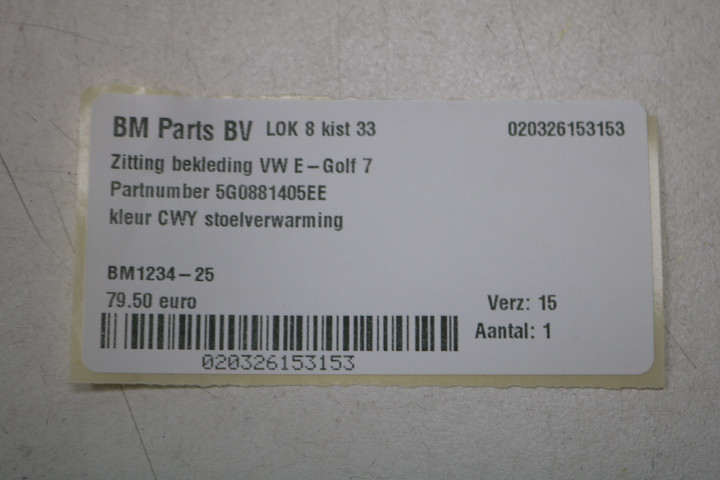 BM Parts BV LOK 8 kist 33 020326153153
Zitting bekleding VW E-Golf 7
Partnumber 5G0881405EE
kleur CWY stoelverwarming
BM1234-25
79.50 euro Verz: 15
Aantal: 1
020326153153